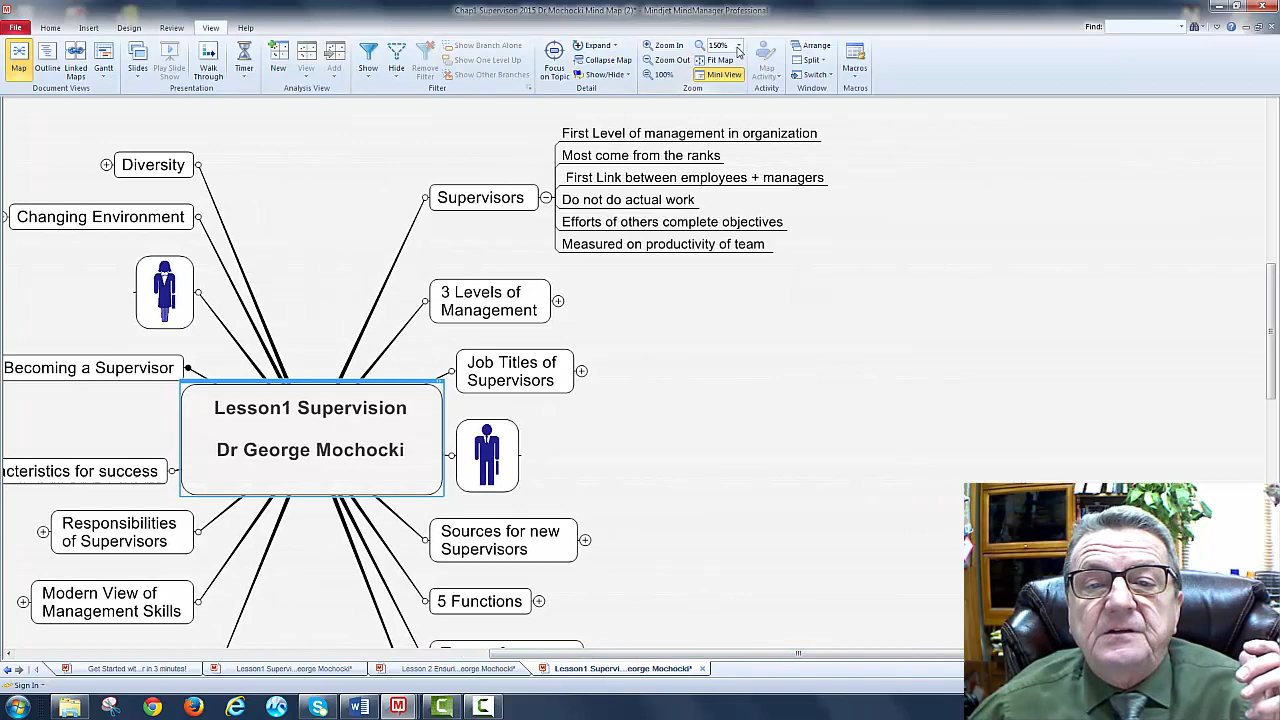 Chap1 Supervison 2015 Dr Mochocki Mind Map (2)* - Mindjet MindManager Professional
File Home Insert Design Review View Help
Find:
Map
Outline
Linked Maps
Gantt
Document Views
Slides
Play Slide Show
Walk Through
Presentation
Timer
New
View
Add
Analysis View
Show
Hide
Remove Filter
Show Branch Alone
Show One Level Up
Show Other Branches
Filter
Focus on Topic
Expand
Collapse Map
Show/Hide
Detail
Zoom In
Zoom Out
100%
150%
Fit Map
Mini View
Zoom
Map Activity
Activity
Arrange
Split
Switch
Window
Macros
Macros
Diversity
Changing Environment
Becoming a Supervisor
acteristics for success
Responsibilities
of Supervisors
Modern View of
Management Skills
Lesson1 Supervision
Dr George Mochocki
Supervisors
First Level of management in organization
Most come from the ranks
First Link between employees + managers
Do not do actual work
Efforts of others complete objectives
Measured on productivity of team
3 Levels of
Management
Job Titles of
Supervisors
Sources for new
Supervisors
5 Functions
Get Started wit...r in 3 minutes!
Lesson1 Supervi...eorge Mochocki*
Lesson 2 Ensuri...eorge Mochocki*
Lesson1 Supervi...eorge Mochocki*
Sign In